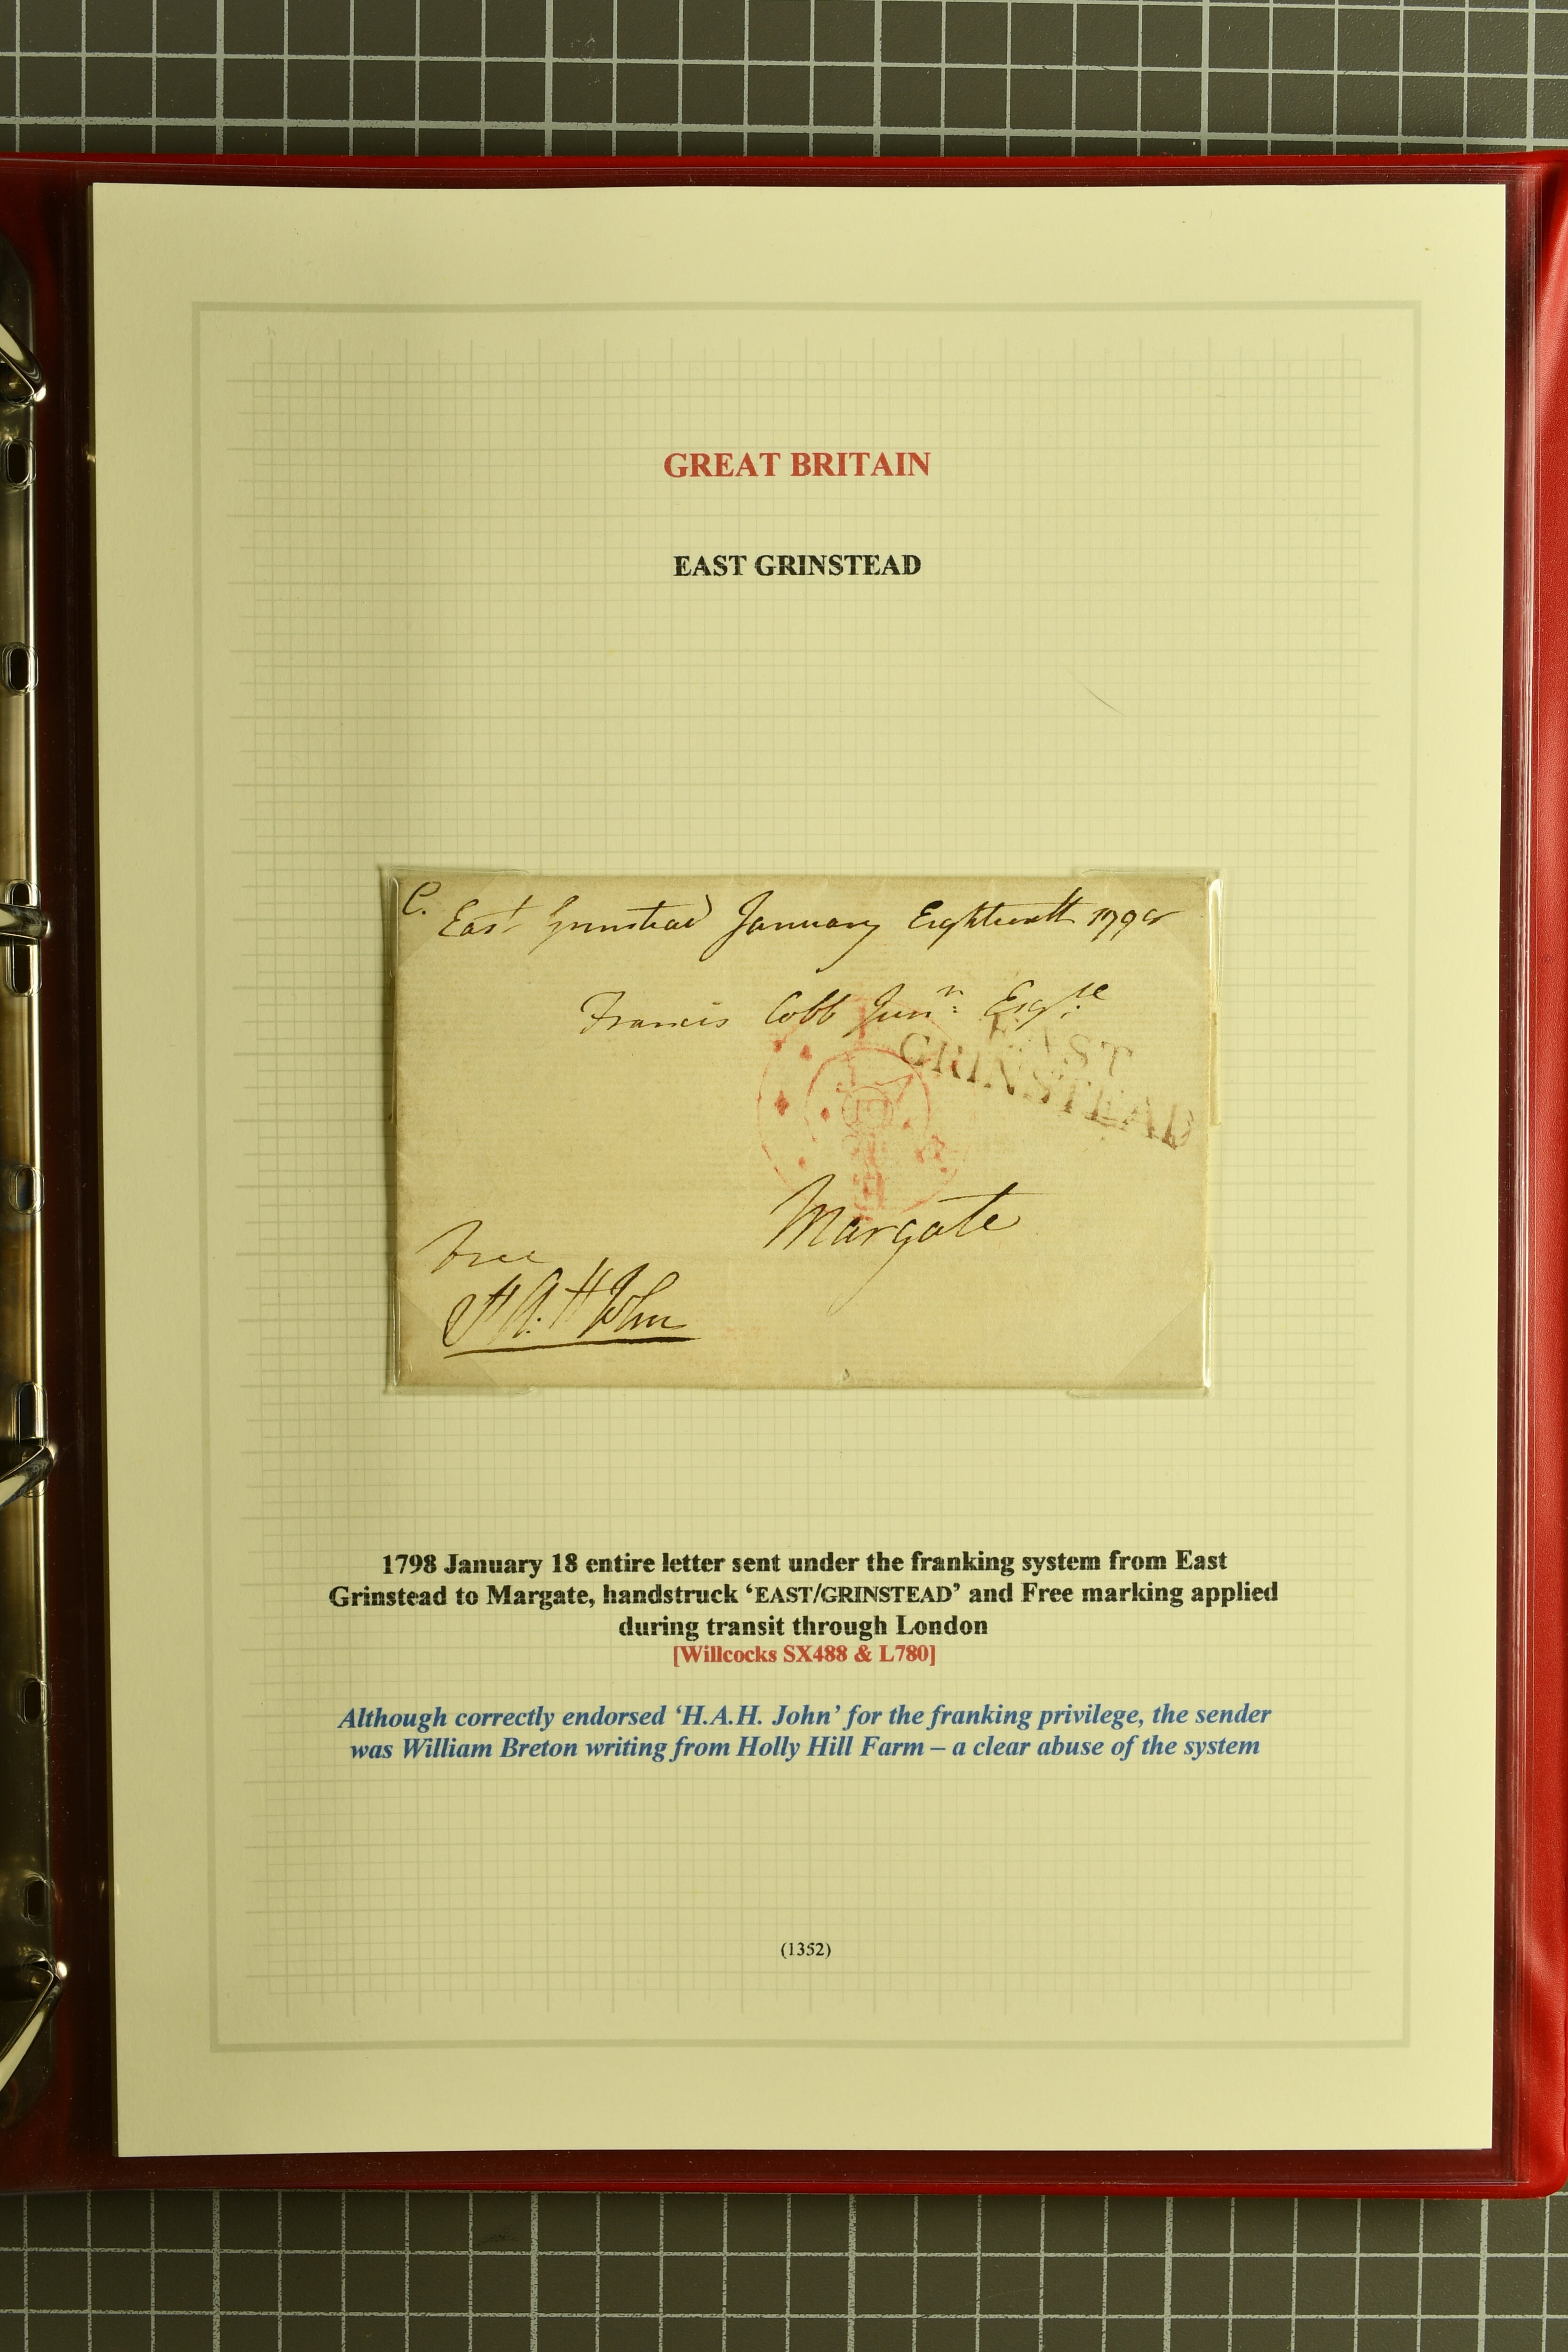 GREAT BRITAIN
EAST GRINSTEAD
C.
East Grinstead January Eighteenth 1798
Francis Cobb Junr. Esqre
EAST
GRINSTEAD
Margate
Free
H.A.H John
1798 January 18 entire letter sent under the franking system from East
Grinstead to Margate, handstruck ‘EAST/GRINSTEAD’ and Free marking applied
during transit through London
[Willcocks SX488 & L780]
Although correctly endorsed ‘H.A.H. John’ for the franking privilege, the sender
was William Breton writing from Holly Hill Farm – a clear abuse of the system
(1352)